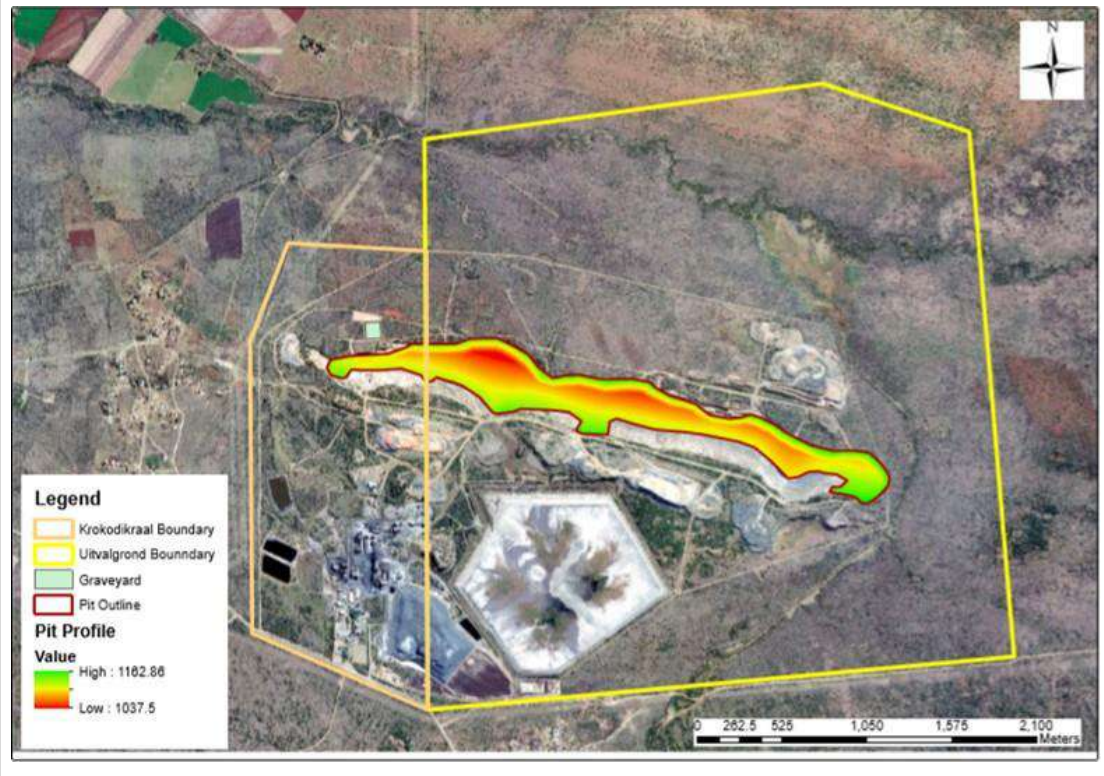 N
Legend
Krokodikraal Boundary
Uitvalgrond Bounndary
Graveyard
Pit Outline
Pit Profile
Value
High : 1162.86
Low : 1037.5
0 262.5 525 1,050 1,575 2,100
Meters